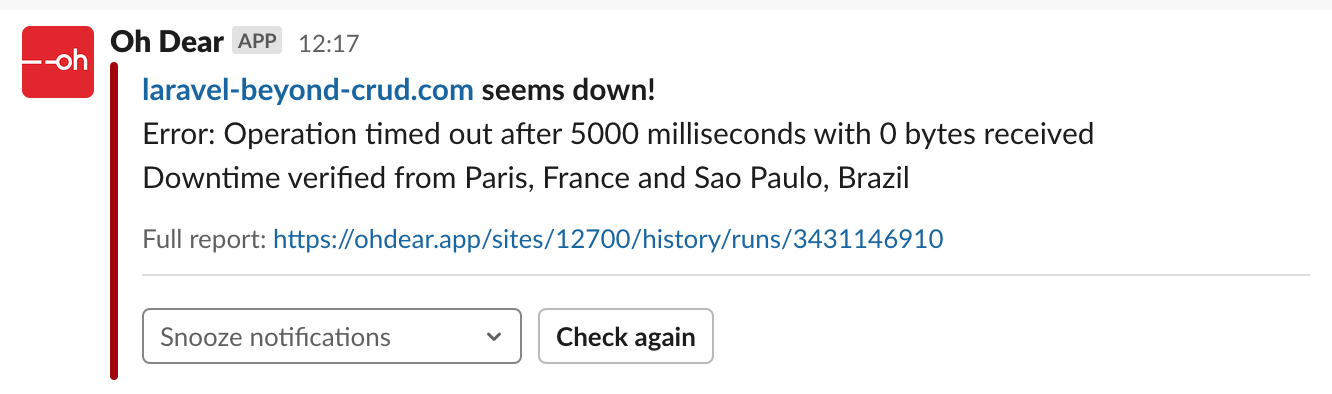 --oh
Oh Dear APP 12:17
laravel-beyond-crud.com seems down!
Error: Operation timed out after 5000 milliseconds with 0 bytes received
Downtime verified from Paris, France and Sao Paulo, Brazil
Full report: https://ohdear.app/sites/12700/history/runs/3431146910
Snooze notifications
Check again